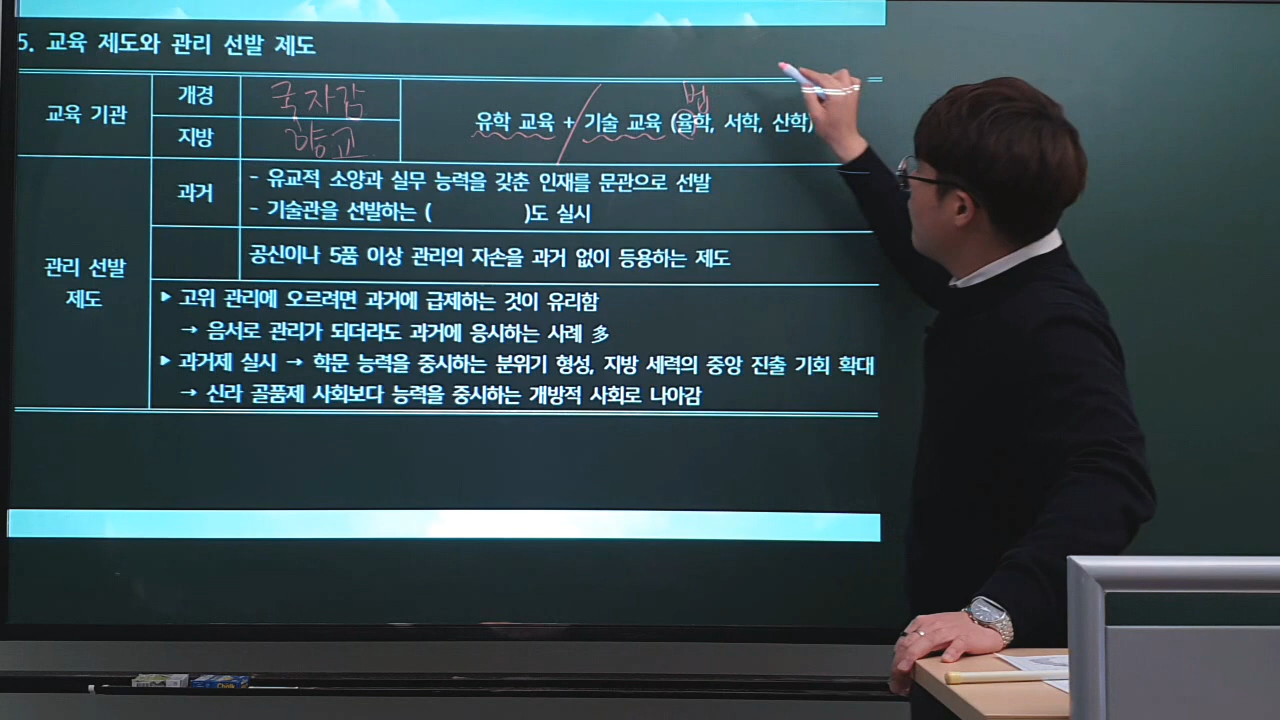 5. 교육 제도와 관리 선발 제도
교육 기관
개경
국자감
지방
향교
법
유학 교육 + 기술 교육 (율학, 서학, 산학)
관리 선발
제도
과거
- 유교적 소양과 실무 능력을 갖춘 인재를 문관으로 선발
- 기술관을 선발하는 ( )도 실시
공신이나 5품 이상 관리의 자손을 과거 없이 등용하는 제도
▶ 고위 관리에 오르려면 과거에 급제하는 것이 유리함
→ 음서로 관리가 되더라도 과거에 응시하는 사례 多
▶ 과거제 실시 → 학문 능력을 중시하는 분위기 형성, 지방 세력의 중앙 진출 기회 확대
→ 신라 골품제 사회보다 능력을 중시하는 개방적 사회로 나아감